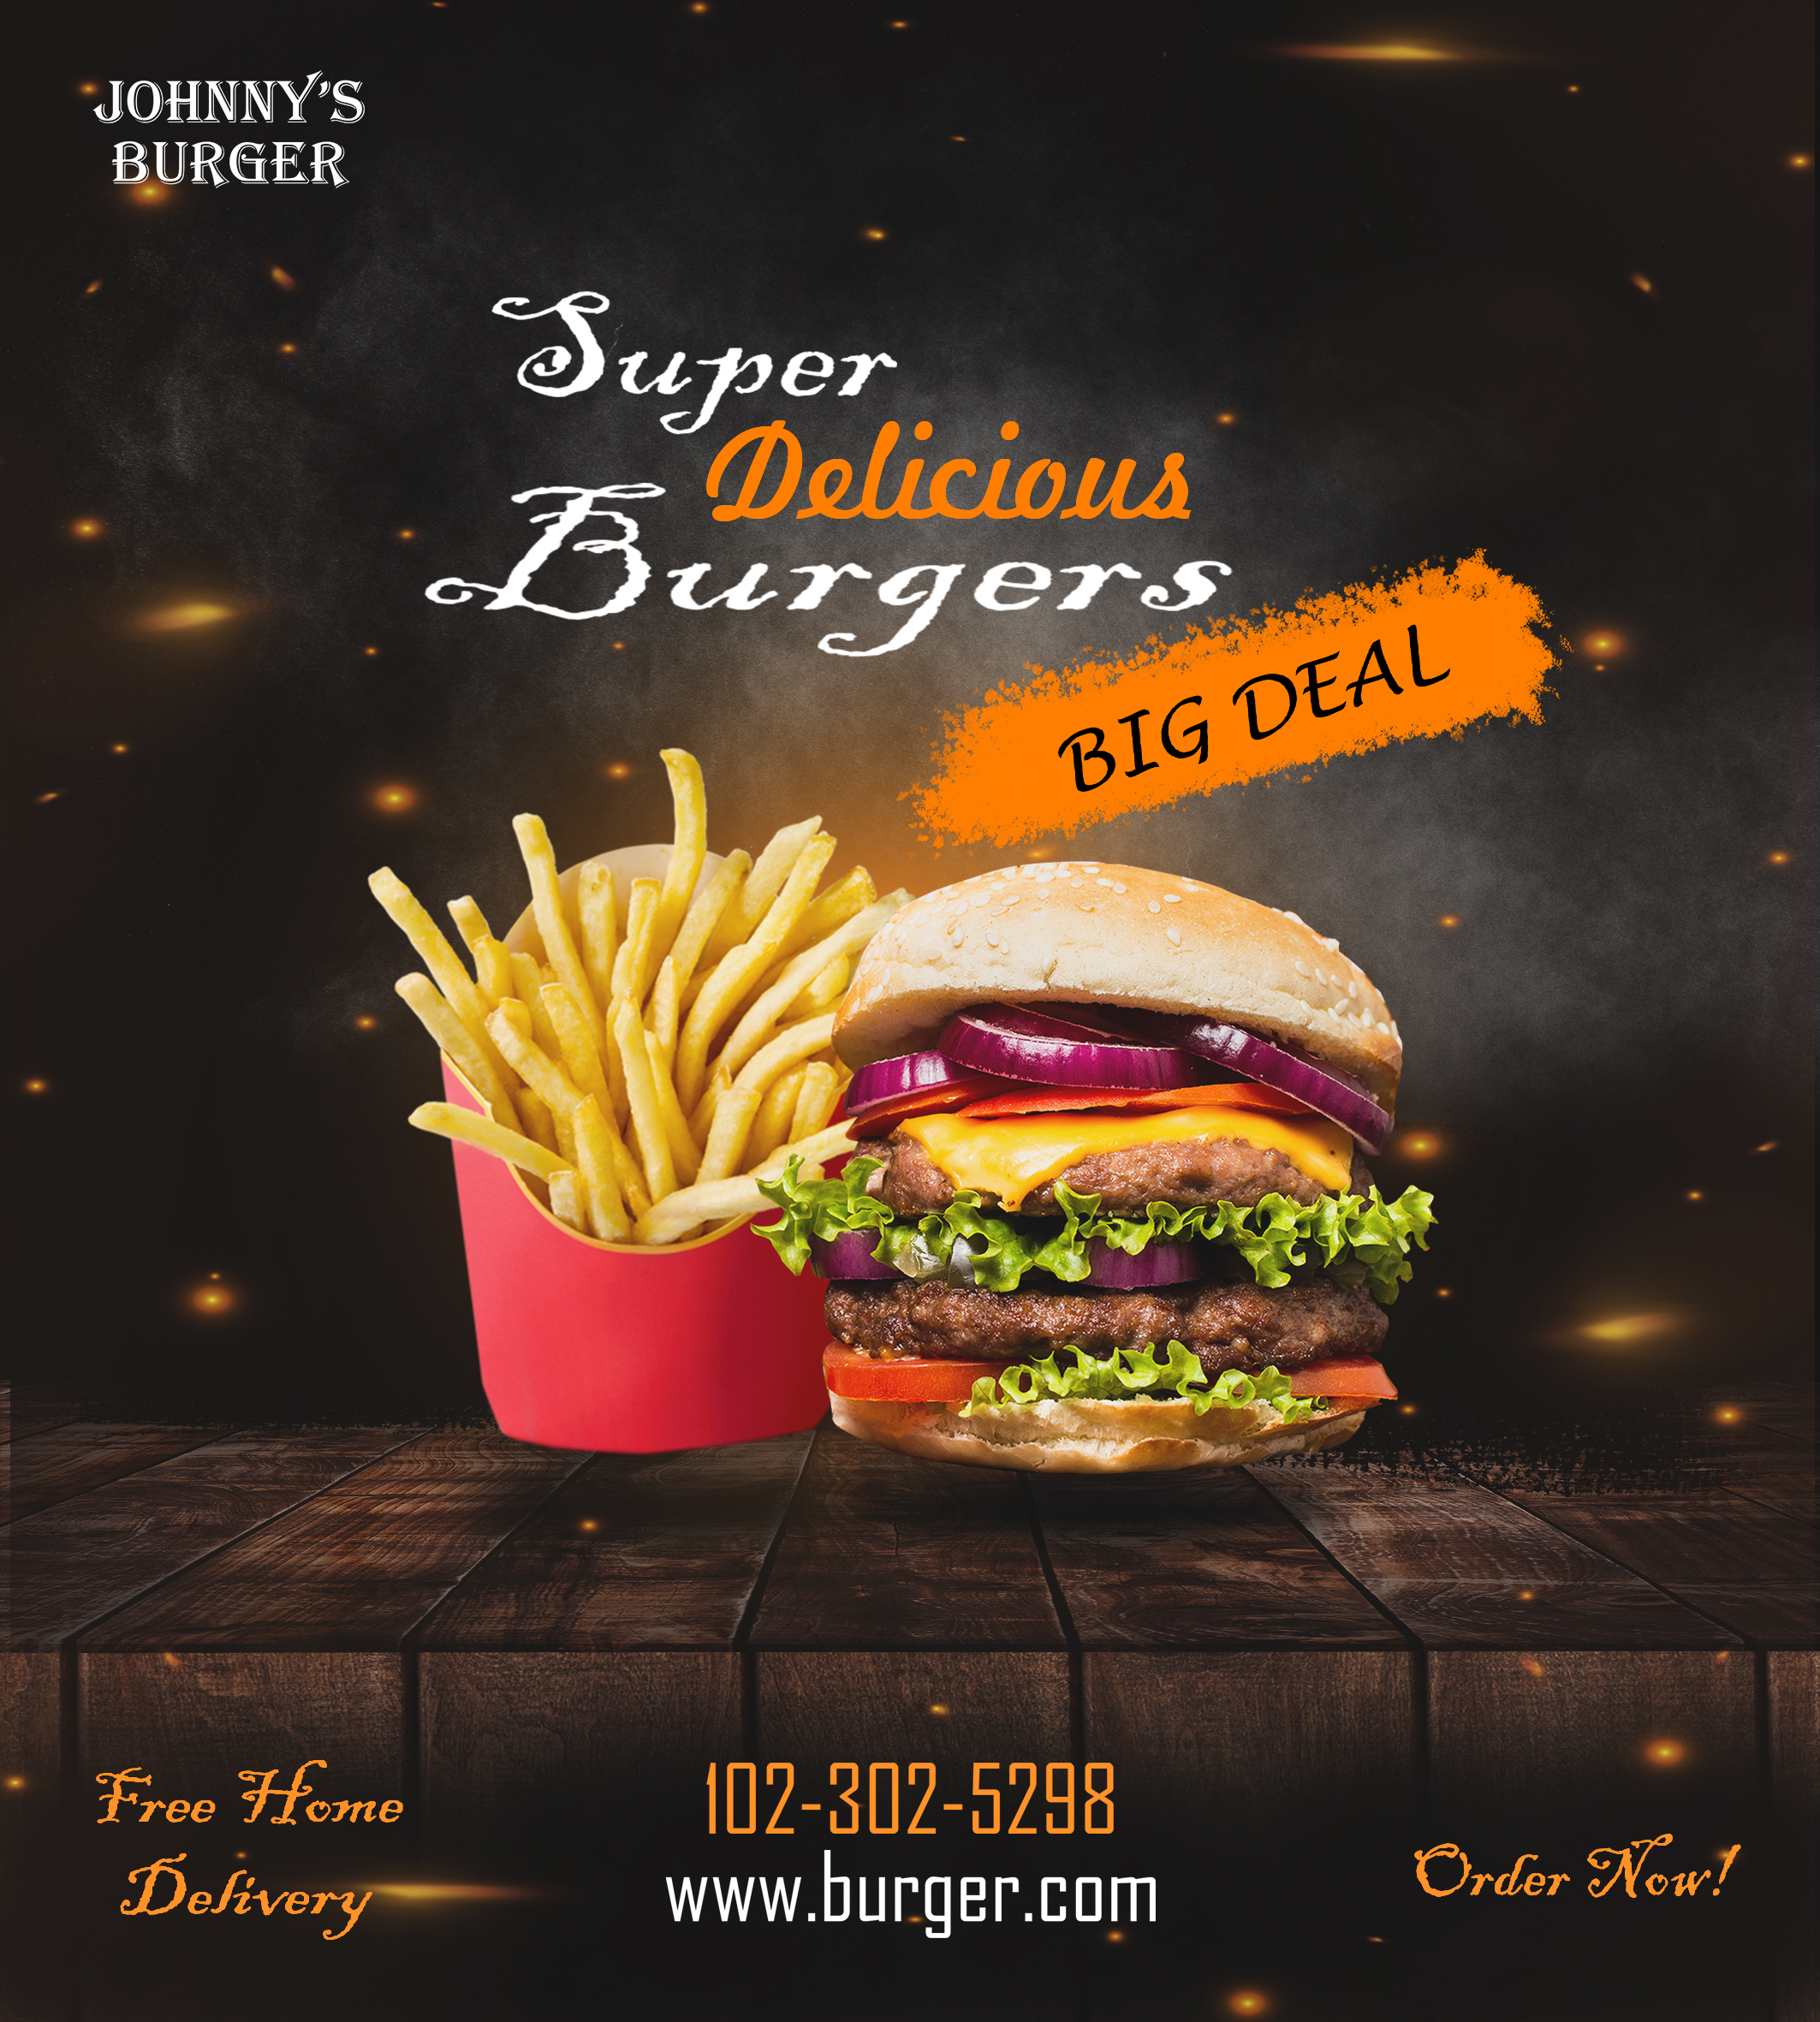 JOHNNY'S
BURGER
Super
Delicious
Burgers
BIG DEAL
Free Home
Delivery
102-302-5298
www.burger.com
Order Now!